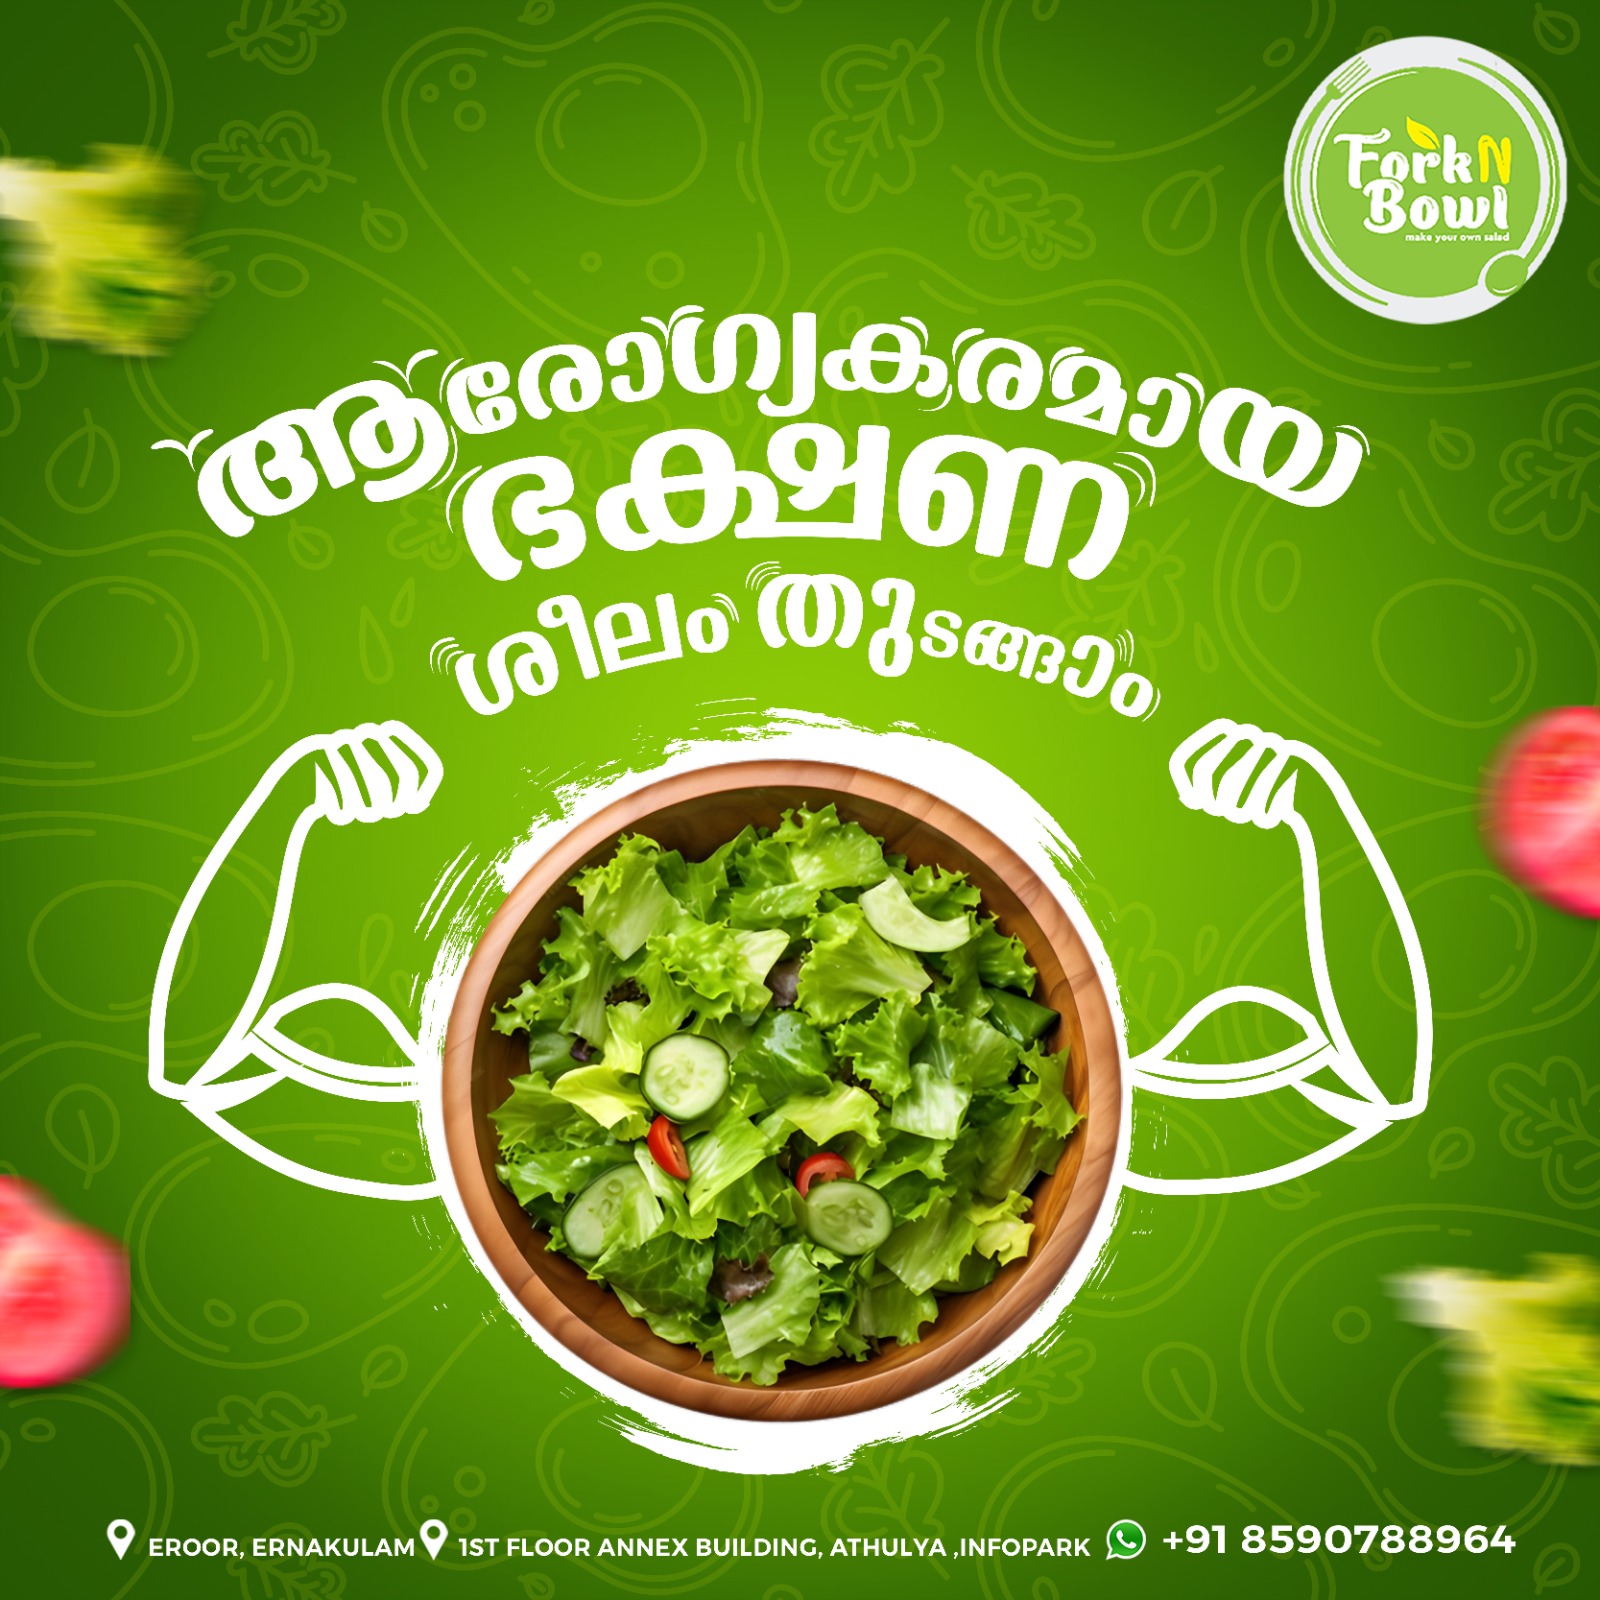 Fork N
Bowl
make your own salad
ആരോഗ്യകരമായ
ഭക്ഷണ
ശീലം തുടങ്ങാം
EROOR, ERNAKULAM 1ST FLOOR ANNEX BUILDING, ATHULYA ,INFOPARK +91 8590788964